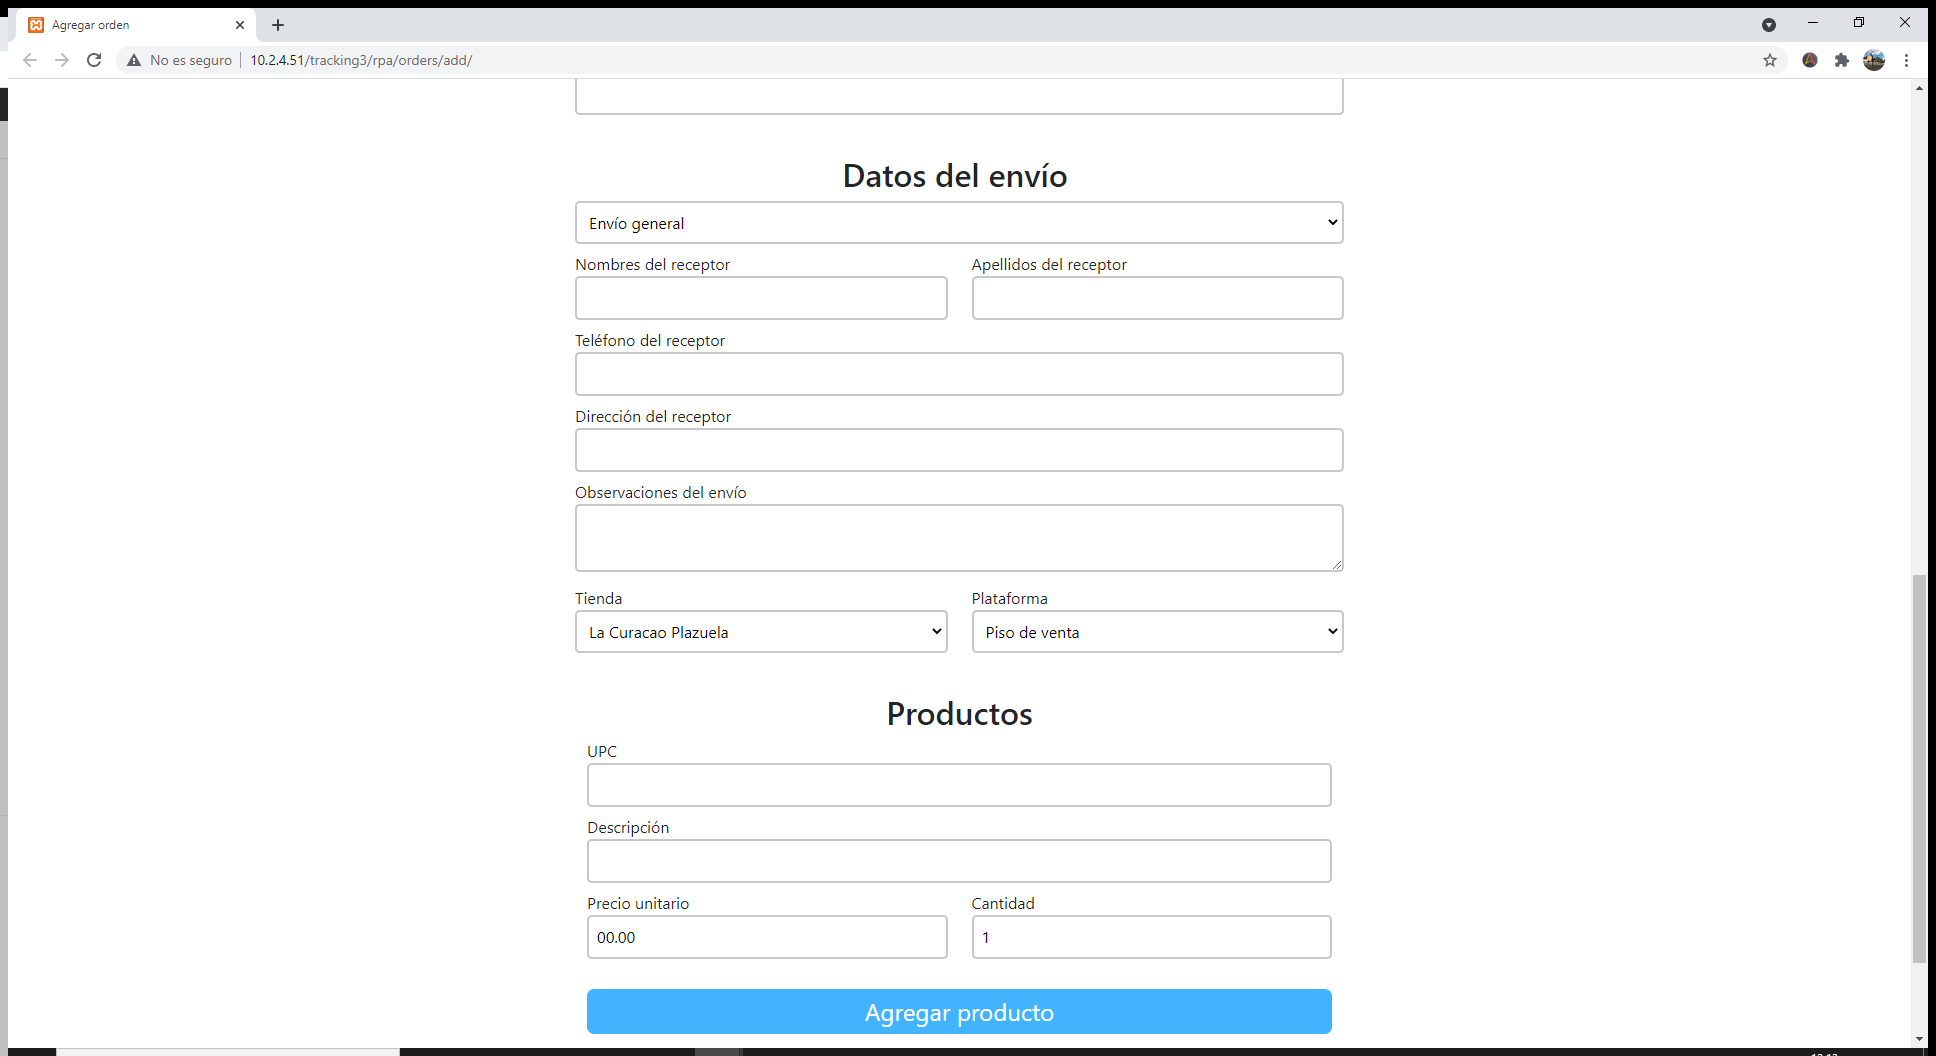 Agregar orden
No es seguro
10.2.4.51/tracking3/rpa/orders/add/
Datos del envío
Envío general
Nombres del receptor
Apellidos del receptor
Teléfono del receptor
Dirección del receptor
Observaciones del envío
Tienda
Plataforma
La Curacao Plazuela
Piso de venta
Productos
UPC
Descripción
Precio unitario
Cantidad
00.00
1
Agregar producto